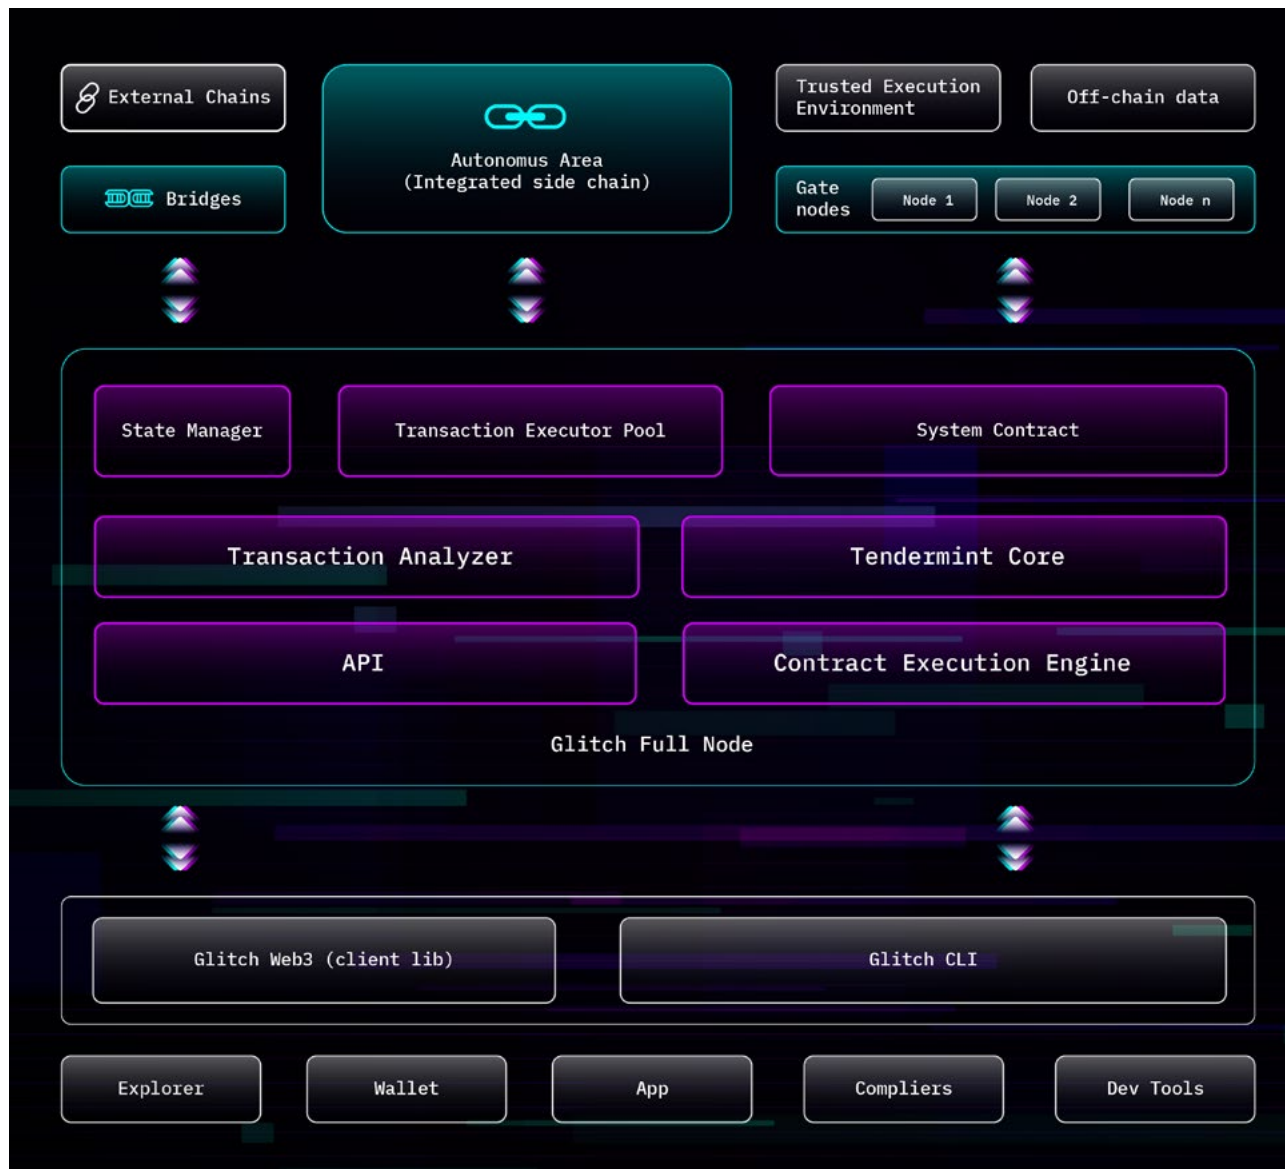 External Chains
Autonomus Area
(Integrated side chain)
Trusted Execution
Environment
Off-chain data
Bridges
Gate
nodes
Node 1
Node 2
Node n
State Manager
Transaction Executor Pool
System Contract
Transaction Analyzer
Tendermint Core
API
Contract Execution Engine
Glitch Full Node
Glitch Web3 (client lib)
Glitch CLI
Explorer
Wallet
App
Compliers
Dev Tools